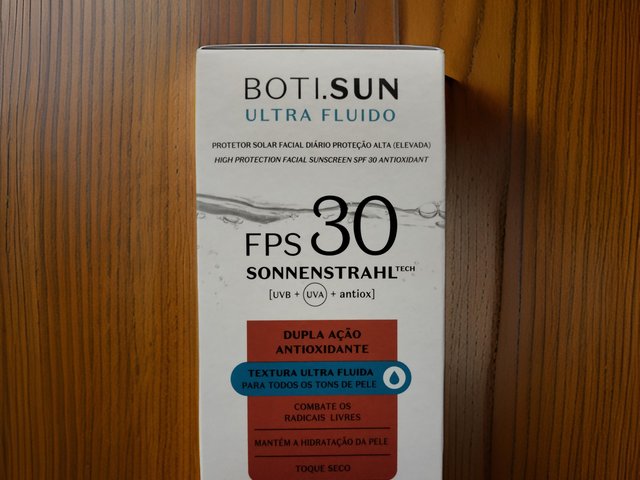 BOTI.SUN
ULTRA FLUIDO
PROTETOR SOLAR FACIAL DIÁRIO PROTEÇÃO ALTA (ELEVADA)
HIGH PROTECTION FACIAL SUNSCREEN SPF 30 ANTIOXIDANT
FPS 30
SONNENSTRAHL TECH
[UVB + UVA + antiox]
DUPLA AÇÃO
ANTIOXIDANTE
TEXTURA ULTRA FLUIDA
PARA TODOS OS TONS DE PELE
COMBATE OS
RADICAIS LIVRES
MANTÉM A HIDRATAÇÃO DA PELE
TOQUE SECO